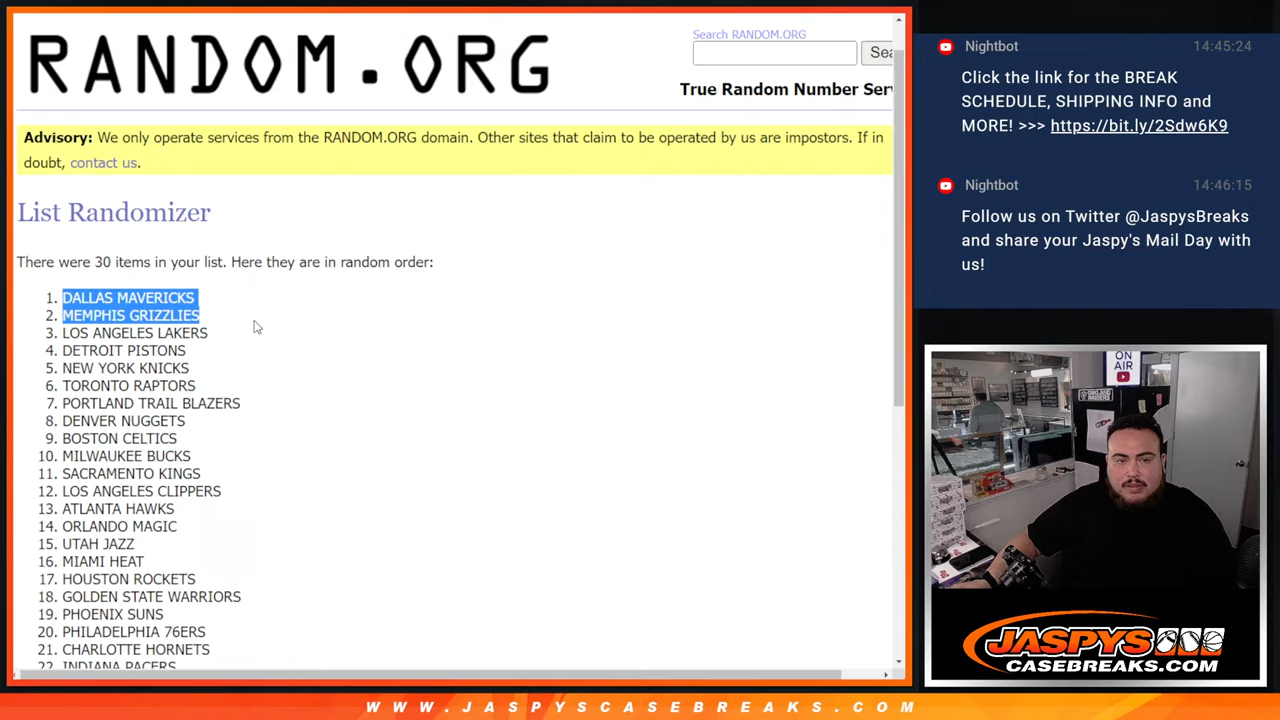 RANDOM.ORG
Search RANDOM.ORG
Sea
True Random Number Serv
Advisory: We only operate services from the RANDOM.ORG domain. Other sites that claim to be operated by us are impostors. If in
doubt, contact us.
List Randomizer
There were 30 items in your list. Here they are in random order:
1. DALLAS MAVERICKS
2. MEMPHIS GRIZZLIES
3. LOS ANGELES LAKERS
4. DETROIT PISTONS
5. NEW YORK KNICKS
6. TORONTO RAPTORS
7. PORTLAND TRAIL BLAZERS
8. DENVER NUGGETS
9. BOSTON CELTICS
10. MILWAUKEE BUCKS
11. SACRAMENTO KINGS
12. LOS ANGELES CLIPPERS
13. ATLANTA HAWKS
14. ORLANDO MAGIC
15. UTAH JAZZ
16. MIAMI HEAT
17. HOUSTON ROCKETS
18. GOLDEN STATE WARRIORS
19. PHOENIX SUNS
20. PHILADELPHIA 76ERS
21. CHARLOTTE HORNETS
22. INDIANA PACERS
Nightbot 14:45:24
Click the link for the BREAK
SCHEDULE, SHIPPING INFO and
MORE! >>> https://bit.ly/2Sdw6K9
Nightbot 14:46:15
Follow us on Twitter @JaspysBreaks
and share your Jaspy's Mail Day with
us!
ON
AIR
JASPYS
CASEBREAKS.COM
WWW.JASPYSCASEBREAKS.COM